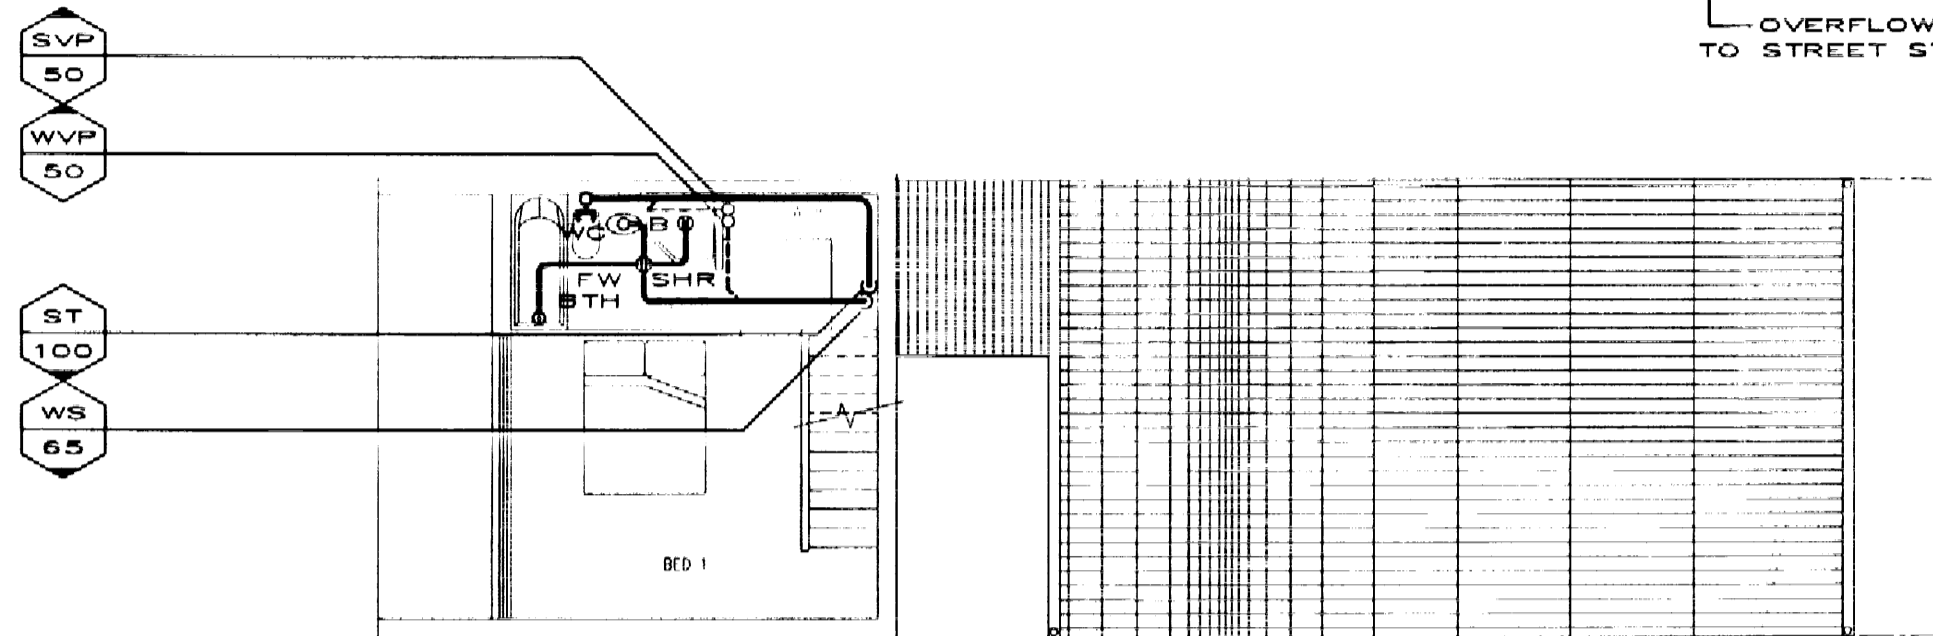 SVP
50
WVP
50
OVERFLOW
TO STREET
WC
B
FW
SHR
BTH
ST
100
WS
65
BED 1